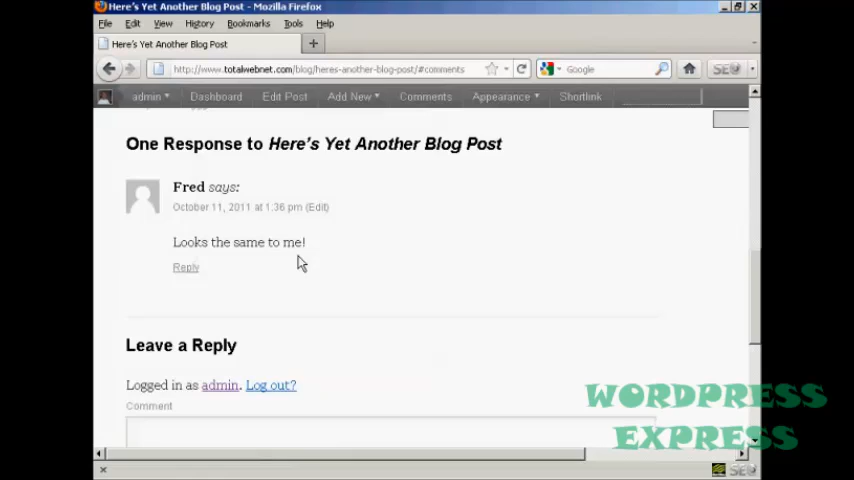 Here's Yet Another Blog Post - Mozilla Firefox
File Edit View History Bookmarks Tools Help
Here's Yet Another Blog Post
http://www.totalwebnet.com/blog/heres-another-blog-post/#comments
Google
SEO
admin Dashboard Edit Post Add New Comments Appearance Shortlink
One Response to Here's Yet Another Blog Post
Fred says:
October 11, 2011 at 1:36 pm (Edit)
Looks the same to me!
Reply
Leave a Reply
Logged in as admin. Log out?
Comment
WORDPRESS
EXPRESS
SEO